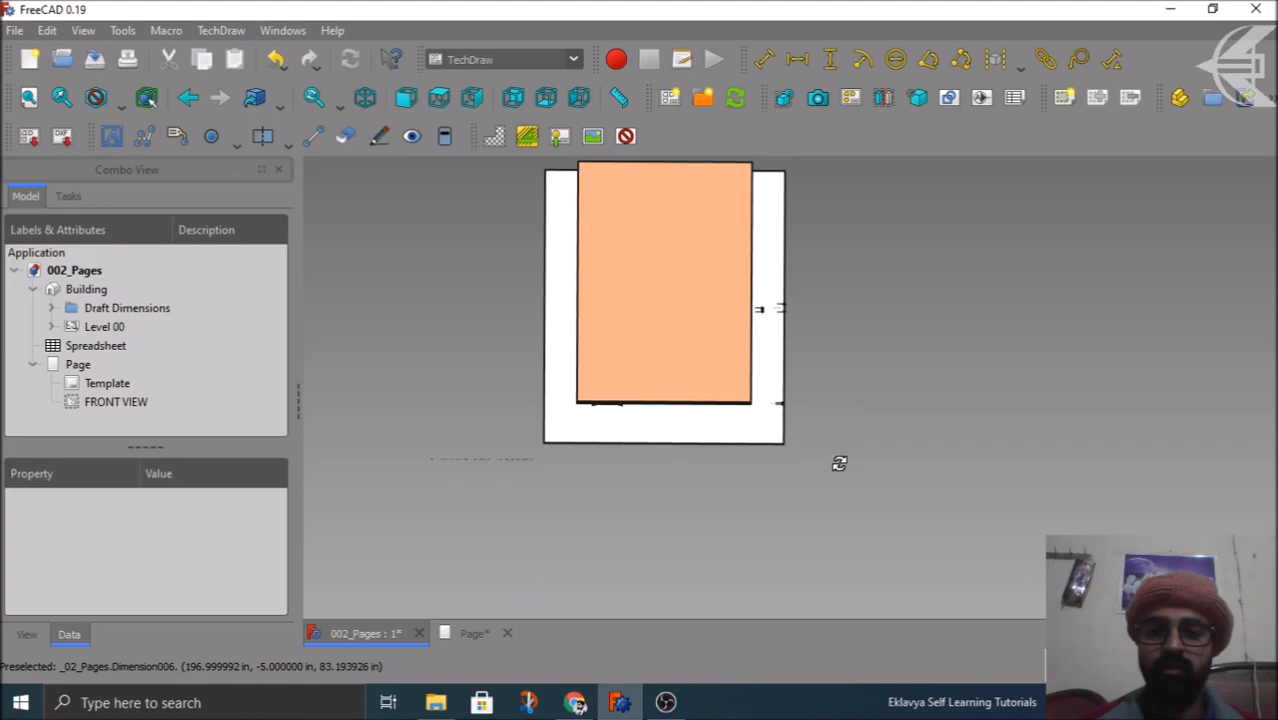 FreeCAD 0.19
File Edit View Tools Macro TechDraw Windows Help
TechDraw
Combo View
Model Tasks
Labels & Attributes Description
Application
002_Pages
Building
Draft Dimensions
Level 00
Spreadsheet
Page
Template
FRONT VIEW
Property Value
View Data
002_Pages : 1* Page*
Preselected: _02_Pages.Dimension006. (196.999992 in, -5.000000 in, 83.193926 in)
Type here to search
Eklavya Self Learning Tutorials